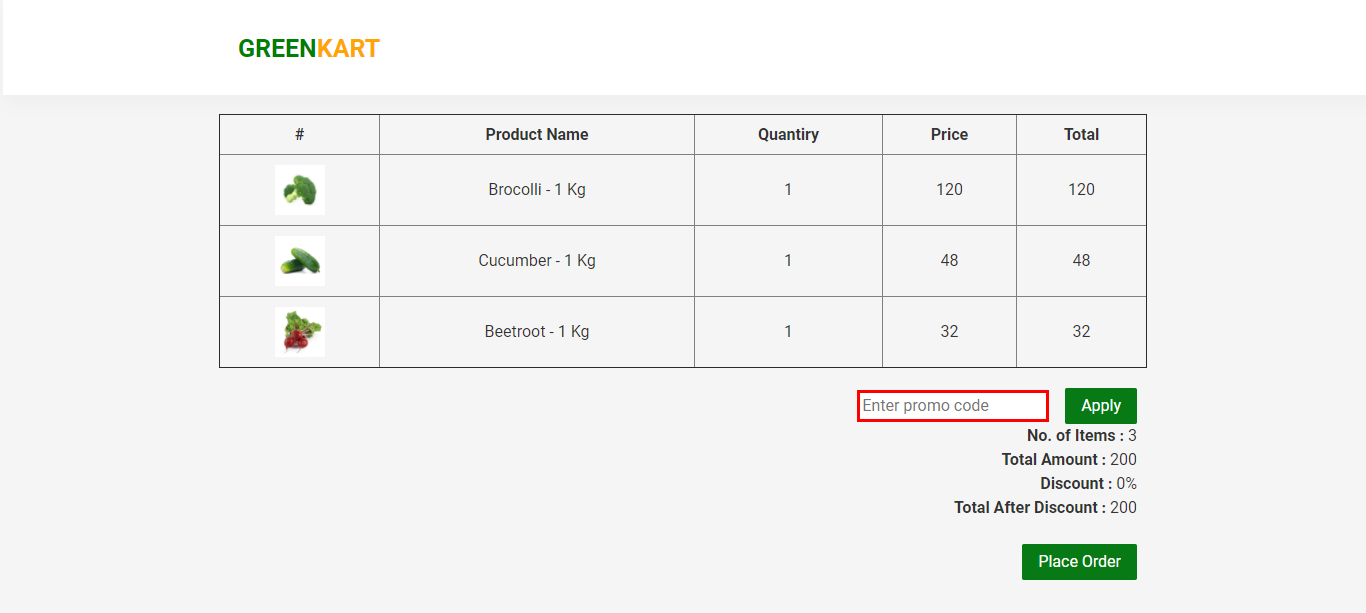 GREENKART
# Product Name Quantiry Price Total
Brocolli - 1 Kg 1 120 120
Cucumber - 1 Kg 1 48 48
Beetroot - 1 Kg 1 32 32
Enter promo code Apply
No. of Items : 3
Total Amount : 200
Discount : 0%
Total After Discount : 200
Place Order